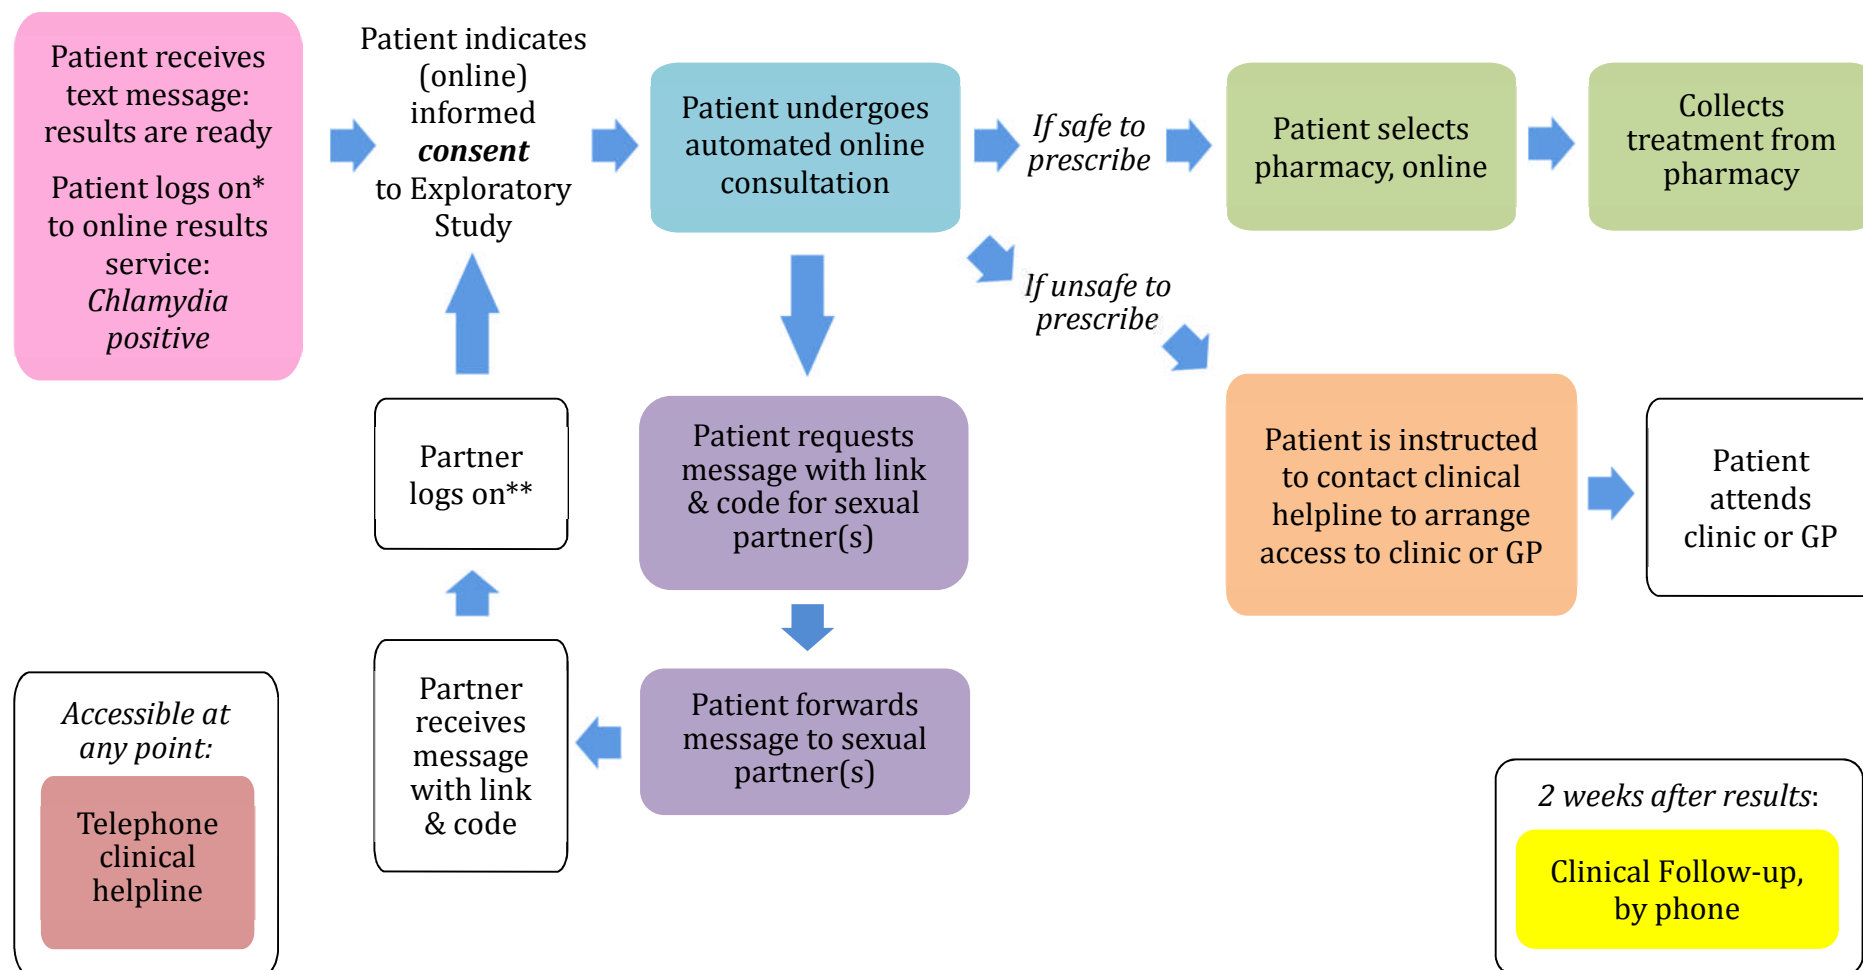 Patient receives
text message:
results are ready
Patient logs on*
to online results
service:
Chlamydia
positive
Patient indicates
(online)
informed
consent
to Exploratory
Study
Patient undergoes
automated online
consultation
If safe to
prescribe
Patient selects
pharmacy, online
Collects
treatment from
pharmacy
If unsafe to
prescribe
Patient is instructed
to contact clinical
helpline to arrange
access to clinic or GP
Patient
attends
clinic or GP
Patient requests
message with link
& code for sexual
partner(s)
Patient forwards
message to sexual
partner(s)
Partner
receives
message
with link
& code
Partner
logs on**
Accessible at
any point:
Telephone
clinical
helpline
2 weeks after results:
Clinical Follow-up,
by phone